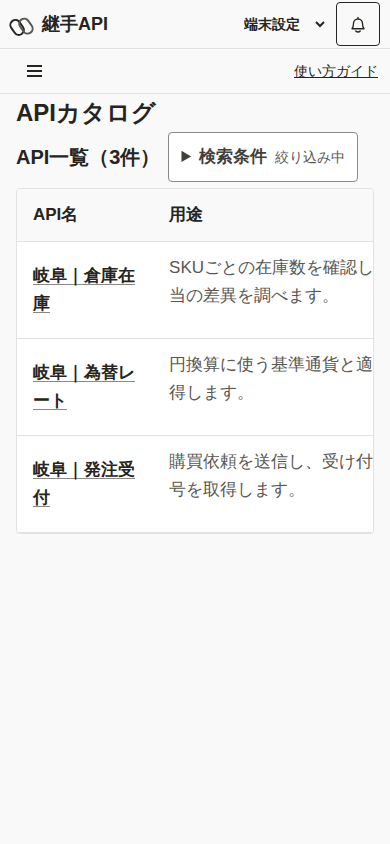 継手API
端末設定
使い方ガイド
APIカタログ
API一覧（3件）
検索条件 絞り込み中
API名 用途
岐阜｜倉庫在
庫
SKUごとの在庫数を確認し
当の差異を調べます。
岐阜｜為替レ
ート
円換算に使う基準通貨と適
得します。
岐阜｜発注受
付
購買依頼を送信し、受け付
号を取得します。